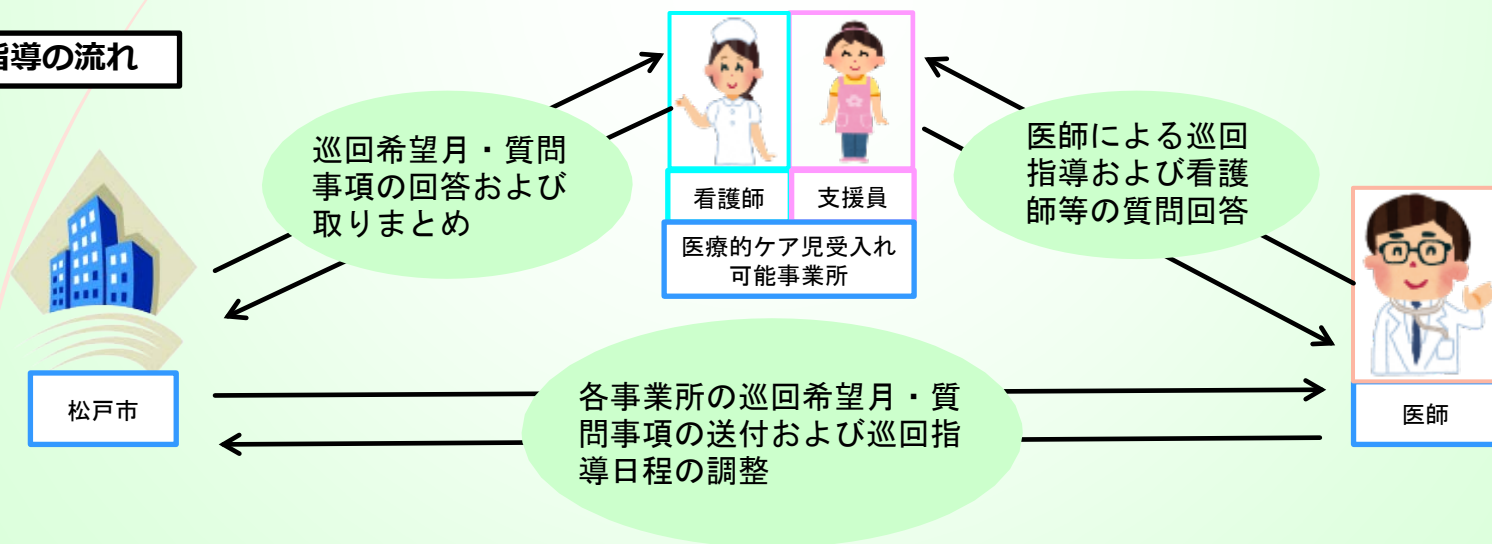 指導の流れ
巡回希望月・質問
事項の回答および
取りまとめ
看護師
支援員
医療的ケア児受入れ
可能事業所
医師による巡回
指導および看護
師等の質問回答
松戸市
各事業所の巡回希望月・質
問事項の送付および巡回指
導日程の調整
医師